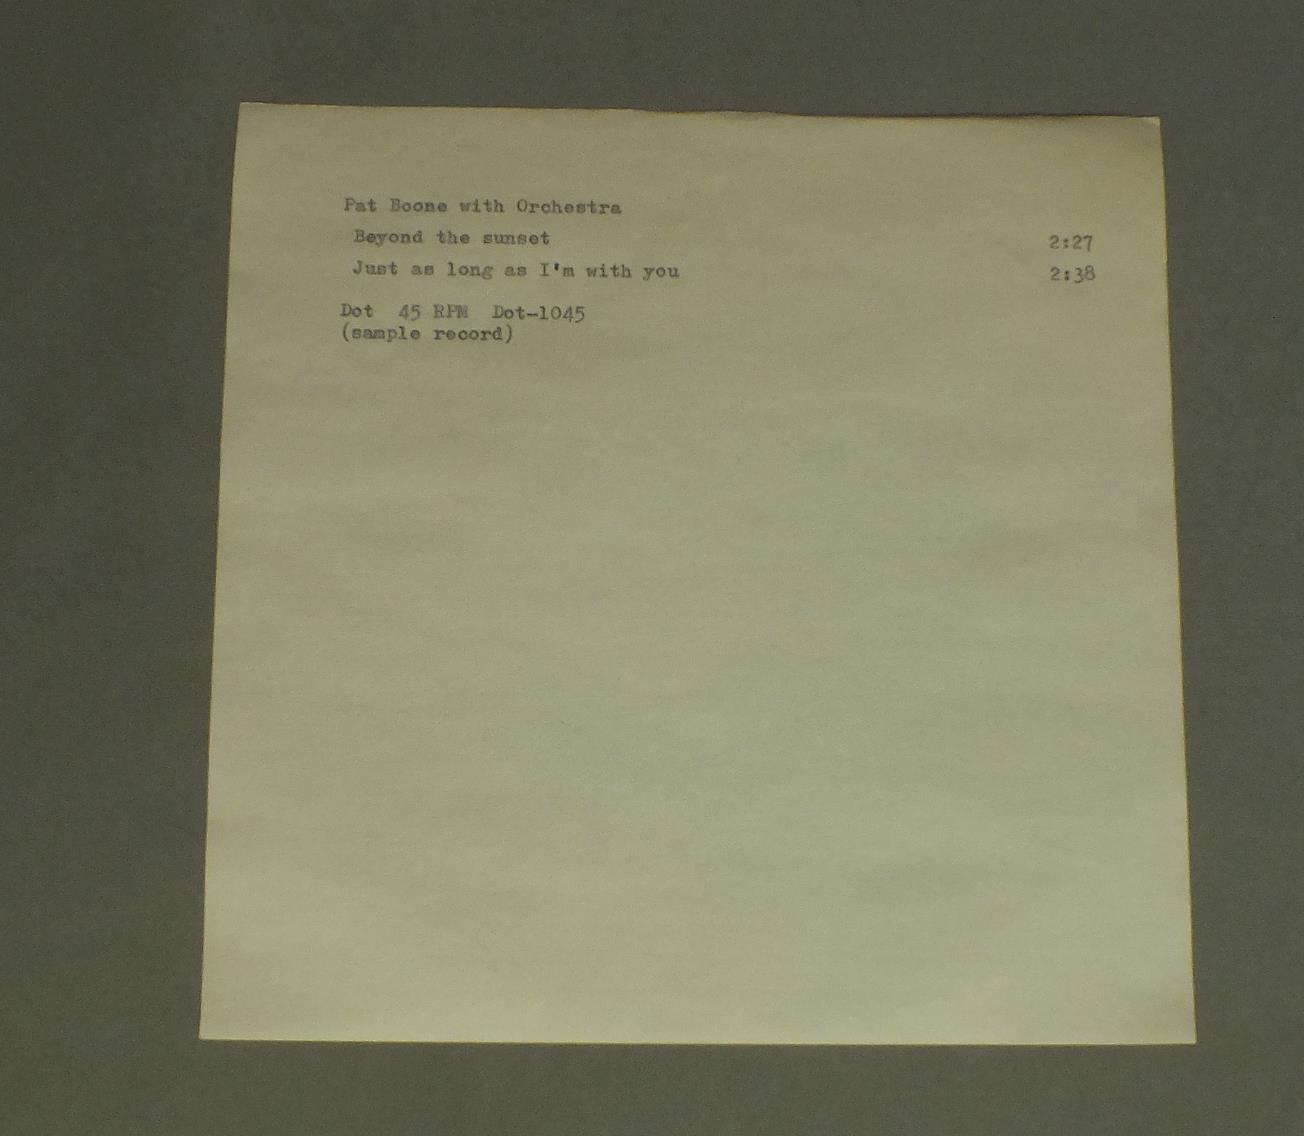 Pat Boone with Orchestra
Beyond the sunset 2:27
Just as long as I'm with you 2:38
Dot 45 RPM Dot-1045
(sample record)